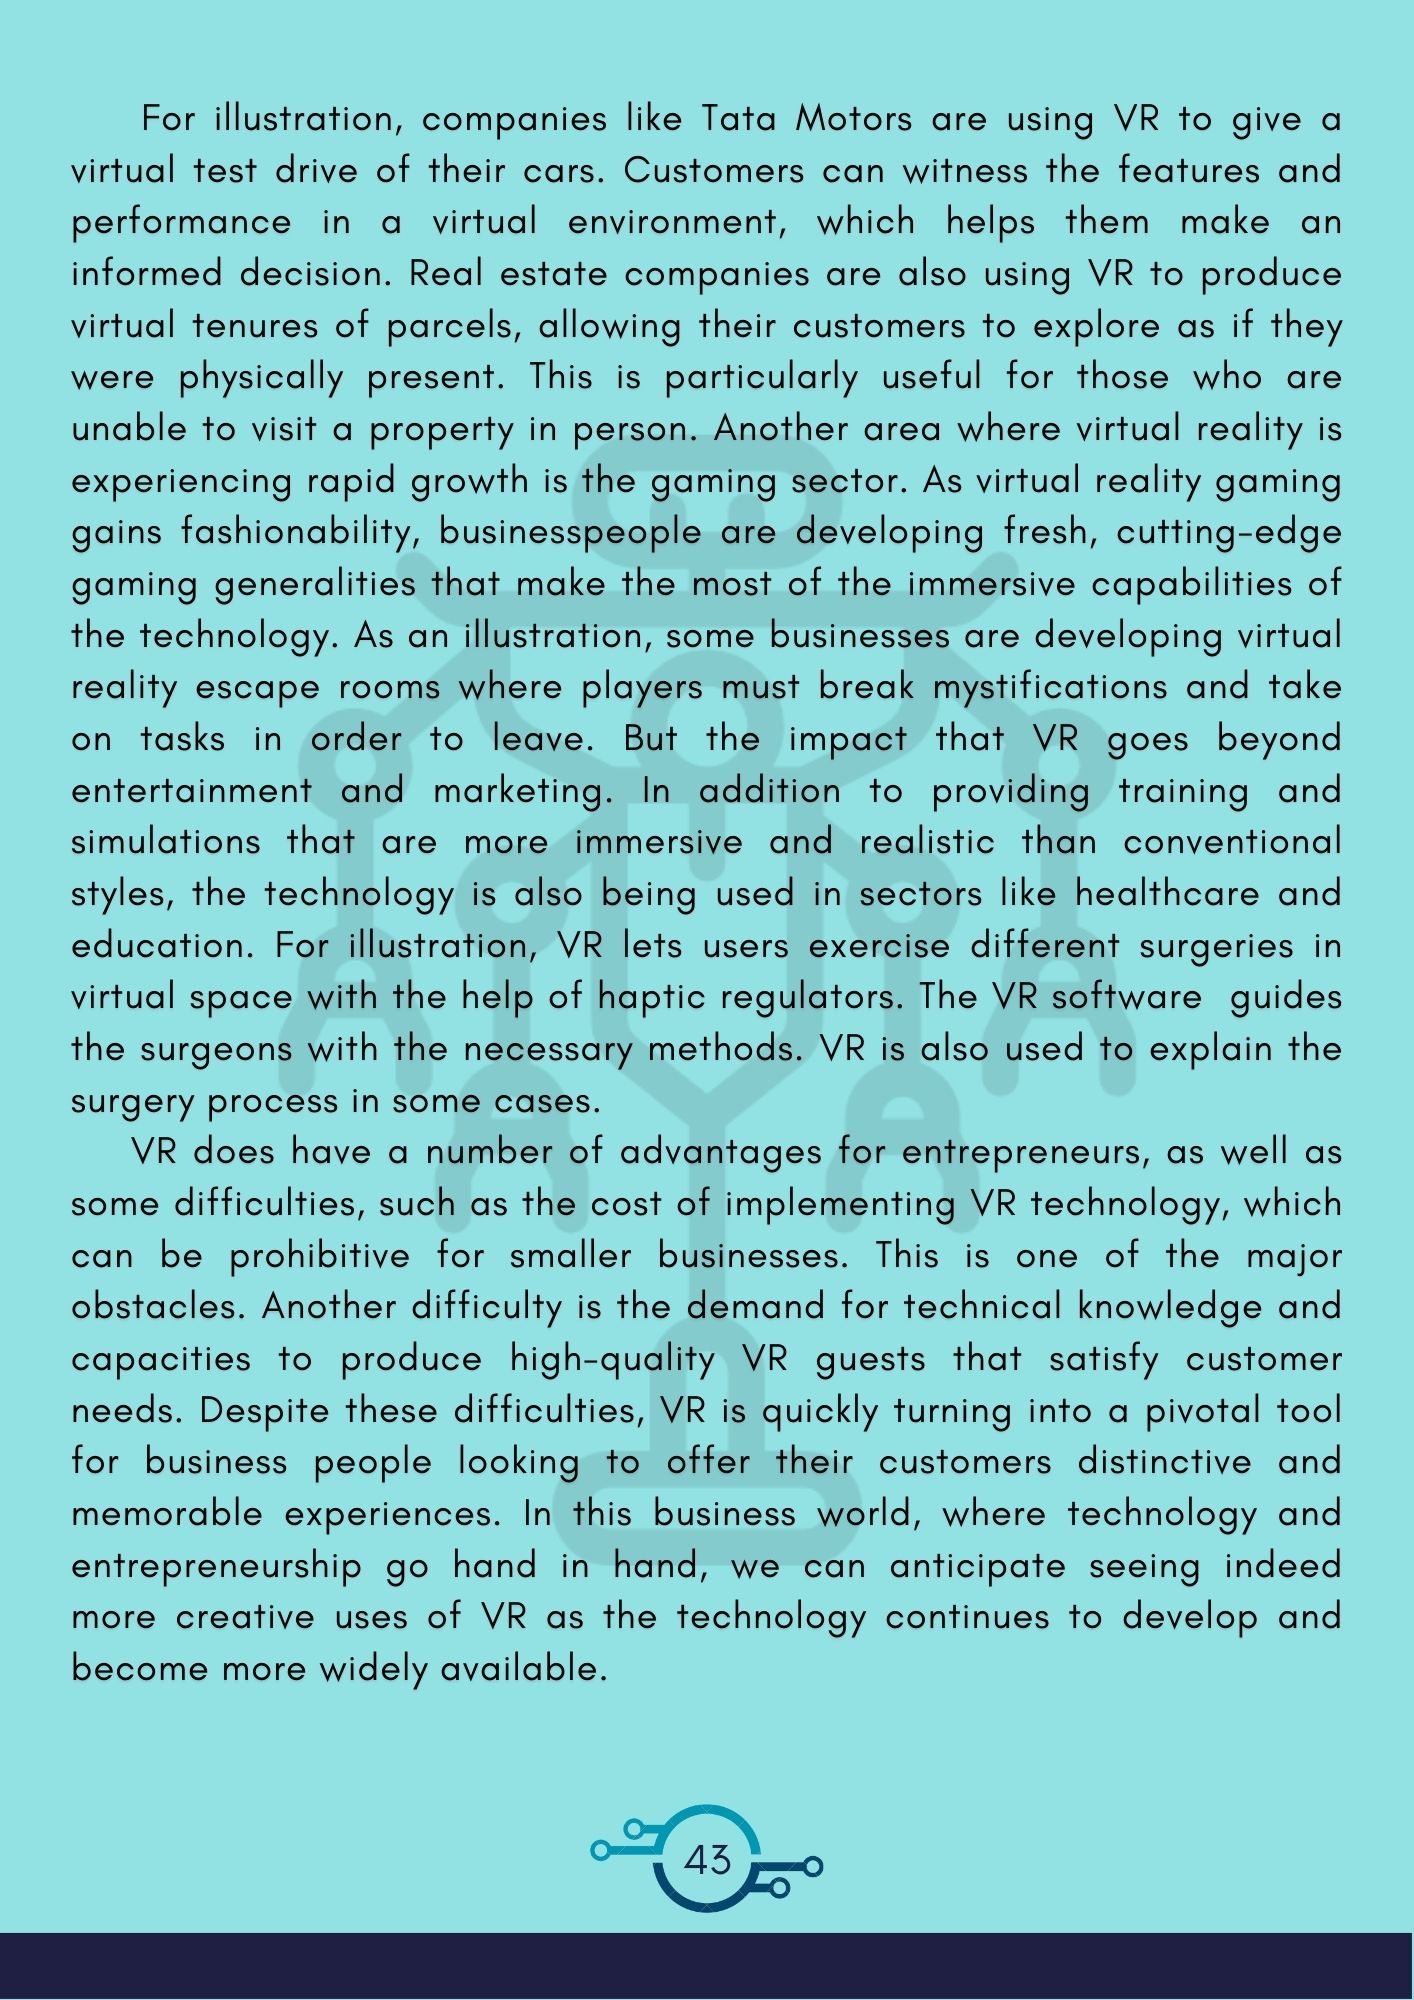 For illustration, companies like Tata Motors are using VR to give a
virtual test drive of their cars. Customers can witness the features and
performance in a virtual environment, which helps them make an
informed decision. Real estate companies are also using VR to produce
virtual tenures of parcels, allowing their customers to explore as if they
were physically present. This is particularly useful for those who are
unable to visit a property in person. Another area where virtual reality is
experiencing rapid growth is the gaming sector. As virtual reality gaming
gains fashionability, businesspeople are developing fresh, cutting-edge
gaming generalities that make the most of the immersive capabilities of
the technology. As an illustration, some businesses are developing virtual
reality escape rooms where players must break mystifications and take
on tasks in order to leave. But the impact that VR goes beyond
entertainment and marketing. In addition to providing training and
simulations that are more immersive and realistic than conventional
styles, the technology is also being used in sectors like healthcare and
education. For illustration, VR lets users exercise different surgeries in
virtual space with the help of haptic regulators. The VR software guides
the surgeons with the necessary methods. VR is also used to explain the
surgery process in some cases.
VR does have a number of advantages for entrepreneurs, as well as
some difficulties, such as the cost of implementing VR technology, which
can be prohibitive for smaller businesses. This is one of the major
obstacles. Another difficulty is the demand for technical knowledge and
capacities to produce high-quality VR guests that satisfy customer
needs. Despite these difficulties, VR is quickly turning into a pivotal tool
for business people looking to offer their customers distinctive and
memorable experiences. In this business world, where technology and
entrepreneurship go hand in hand, we can anticipate seeing indeed
more creative uses of VR as the technology continues to develop and
become more widely available.
43